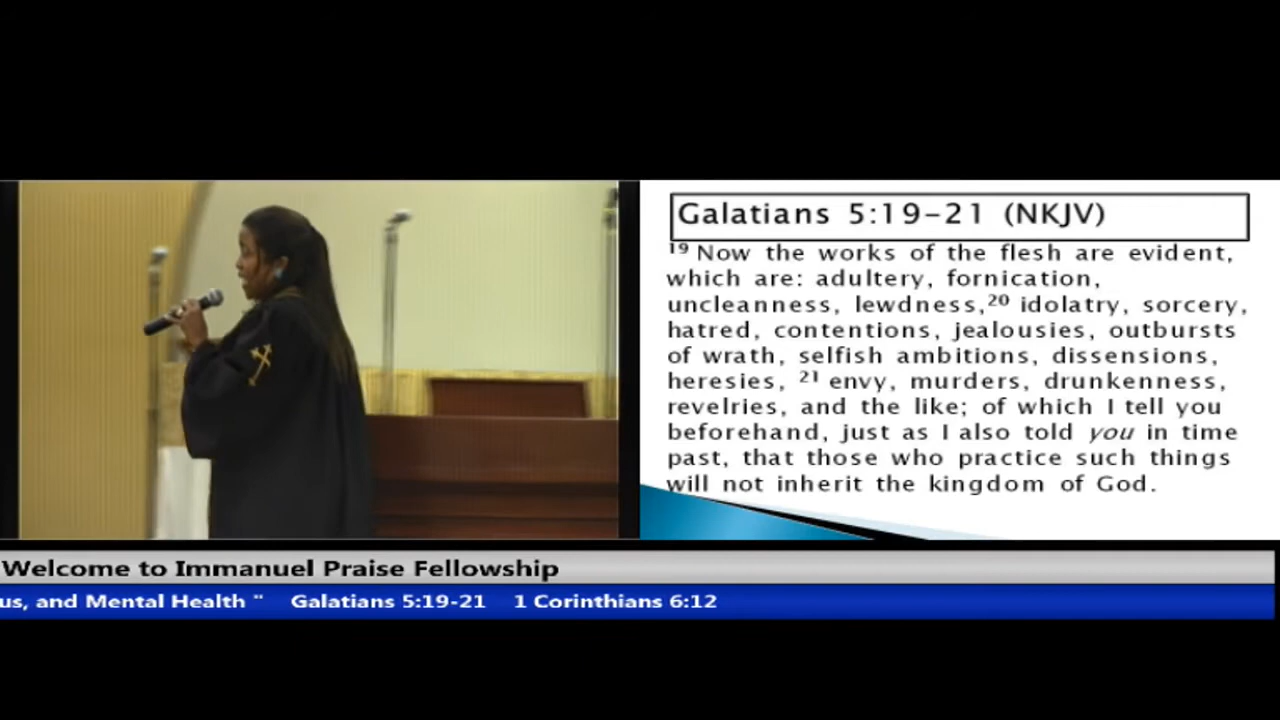 Galatians 5:19-21 (NKJV)
19 Now the works of the flesh are evident,
which are: adultery, fornication,
uncleanness, lewdness,20 idolatry, sorcery,
hatred, contentions, jealousies, outbursts
of wrath, selfish ambitions, dissensions,
heresies, 21 envy, murders, drunkenness,
revelries, and the like; of which I tell you
beforehand, just as I also told you in time
past, that those who practice such things
will not inherit the kingdom of God.
Welcome to Immanuel Praise Fellowship
us, and Mental Health " Galatians 5:19-21 1 Corinthians 6:12